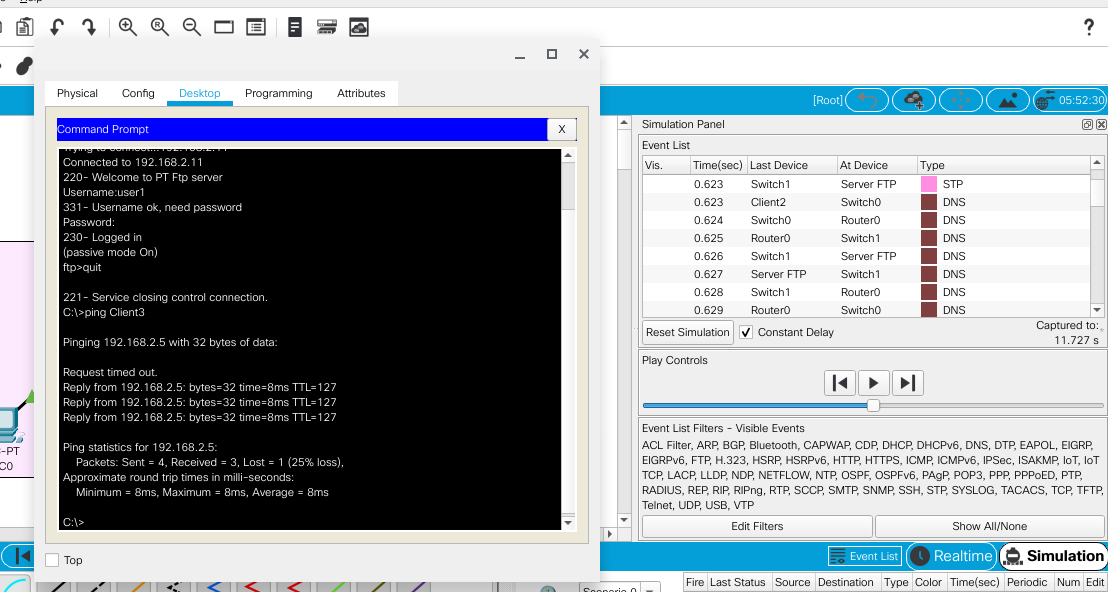 [Root]
05:52:30
Physical Config Desktop Programming Attributes
Command Prompt
X
Connected to 192.168.2.11
220- Welcome to PT Ftp server
Username:user1
331- Username ok, need password
Password:
230- Logged in
(passive mode On)
ftp>quit
221- Service closing control connection.
C:\>ping Client3
Pinging 192.168.2.5 with 32 bytes of data:
Request timed out.
Reply from 192.168.2.5: bytes=32 time=8ms TTL=127
Reply from 192.168.2.5: bytes=32 time=8ms TTL=127
Reply from 192.168.2.5: bytes=32 time=8ms TTL=127
Ping statistics for 192.168.2.5:
Packets: Sent = 4, Received = 3, Lost = 1 (25% loss),
Approximate round trip times in milli-seconds:
Minimum = 8ms, Maximum = 8ms, Average = 8ms
C:\>
Top
-PT
C0
Simulation Panel
Event List
Vis. Time(sec) Last Device At Device Type
0.623 Switch1 Server FTP STP
0.623 Client2 Switch0 DNS
0.624 Switch0 Router0 DNS
0.625 Router0 Switch1 DNS
0.626 Switch1 Server FTP DNS
0.627 Server FTP Switch1 DNS
0.628 Switch1 Router0 DNS
0.629 Router0 Switch0 DNS
Reset Simulation
Constant Delay
Captured to:
11.727 s
Play Controls
Event List Filters - Visible Events
ACL Filter, ARP, BGP, Bluetooth, CAPWAP, CDP, DHCP, DHCPv6, DNS, DTP, EAPOL, EIGRP,
EIGRPv6, FTP, H.323, HSRP, HSRPv6, HTTP, HTTPS, ICMP, ICMPv6, IPSec, ISAKMP, IoT, IoT
TCP, LACP, LLDP, NDP, NETFLOW, NTP, OSPF, OSPFv6, PAgP, POP3, PPP, PPPoED, PTP,
RADIUS, REP, RIP, RIPng, RTP, SCCP, SMTP, SNMP, SSH, STP, SYSLOG, TACACS, TCP, TFTP,
Telnet, UDP, USB, VTP
Edit Filters
Show All/None
Event List
Realtime
Simulation
Fire Last Status Source Destination Type Color Time(sec) Periodic Num Edit